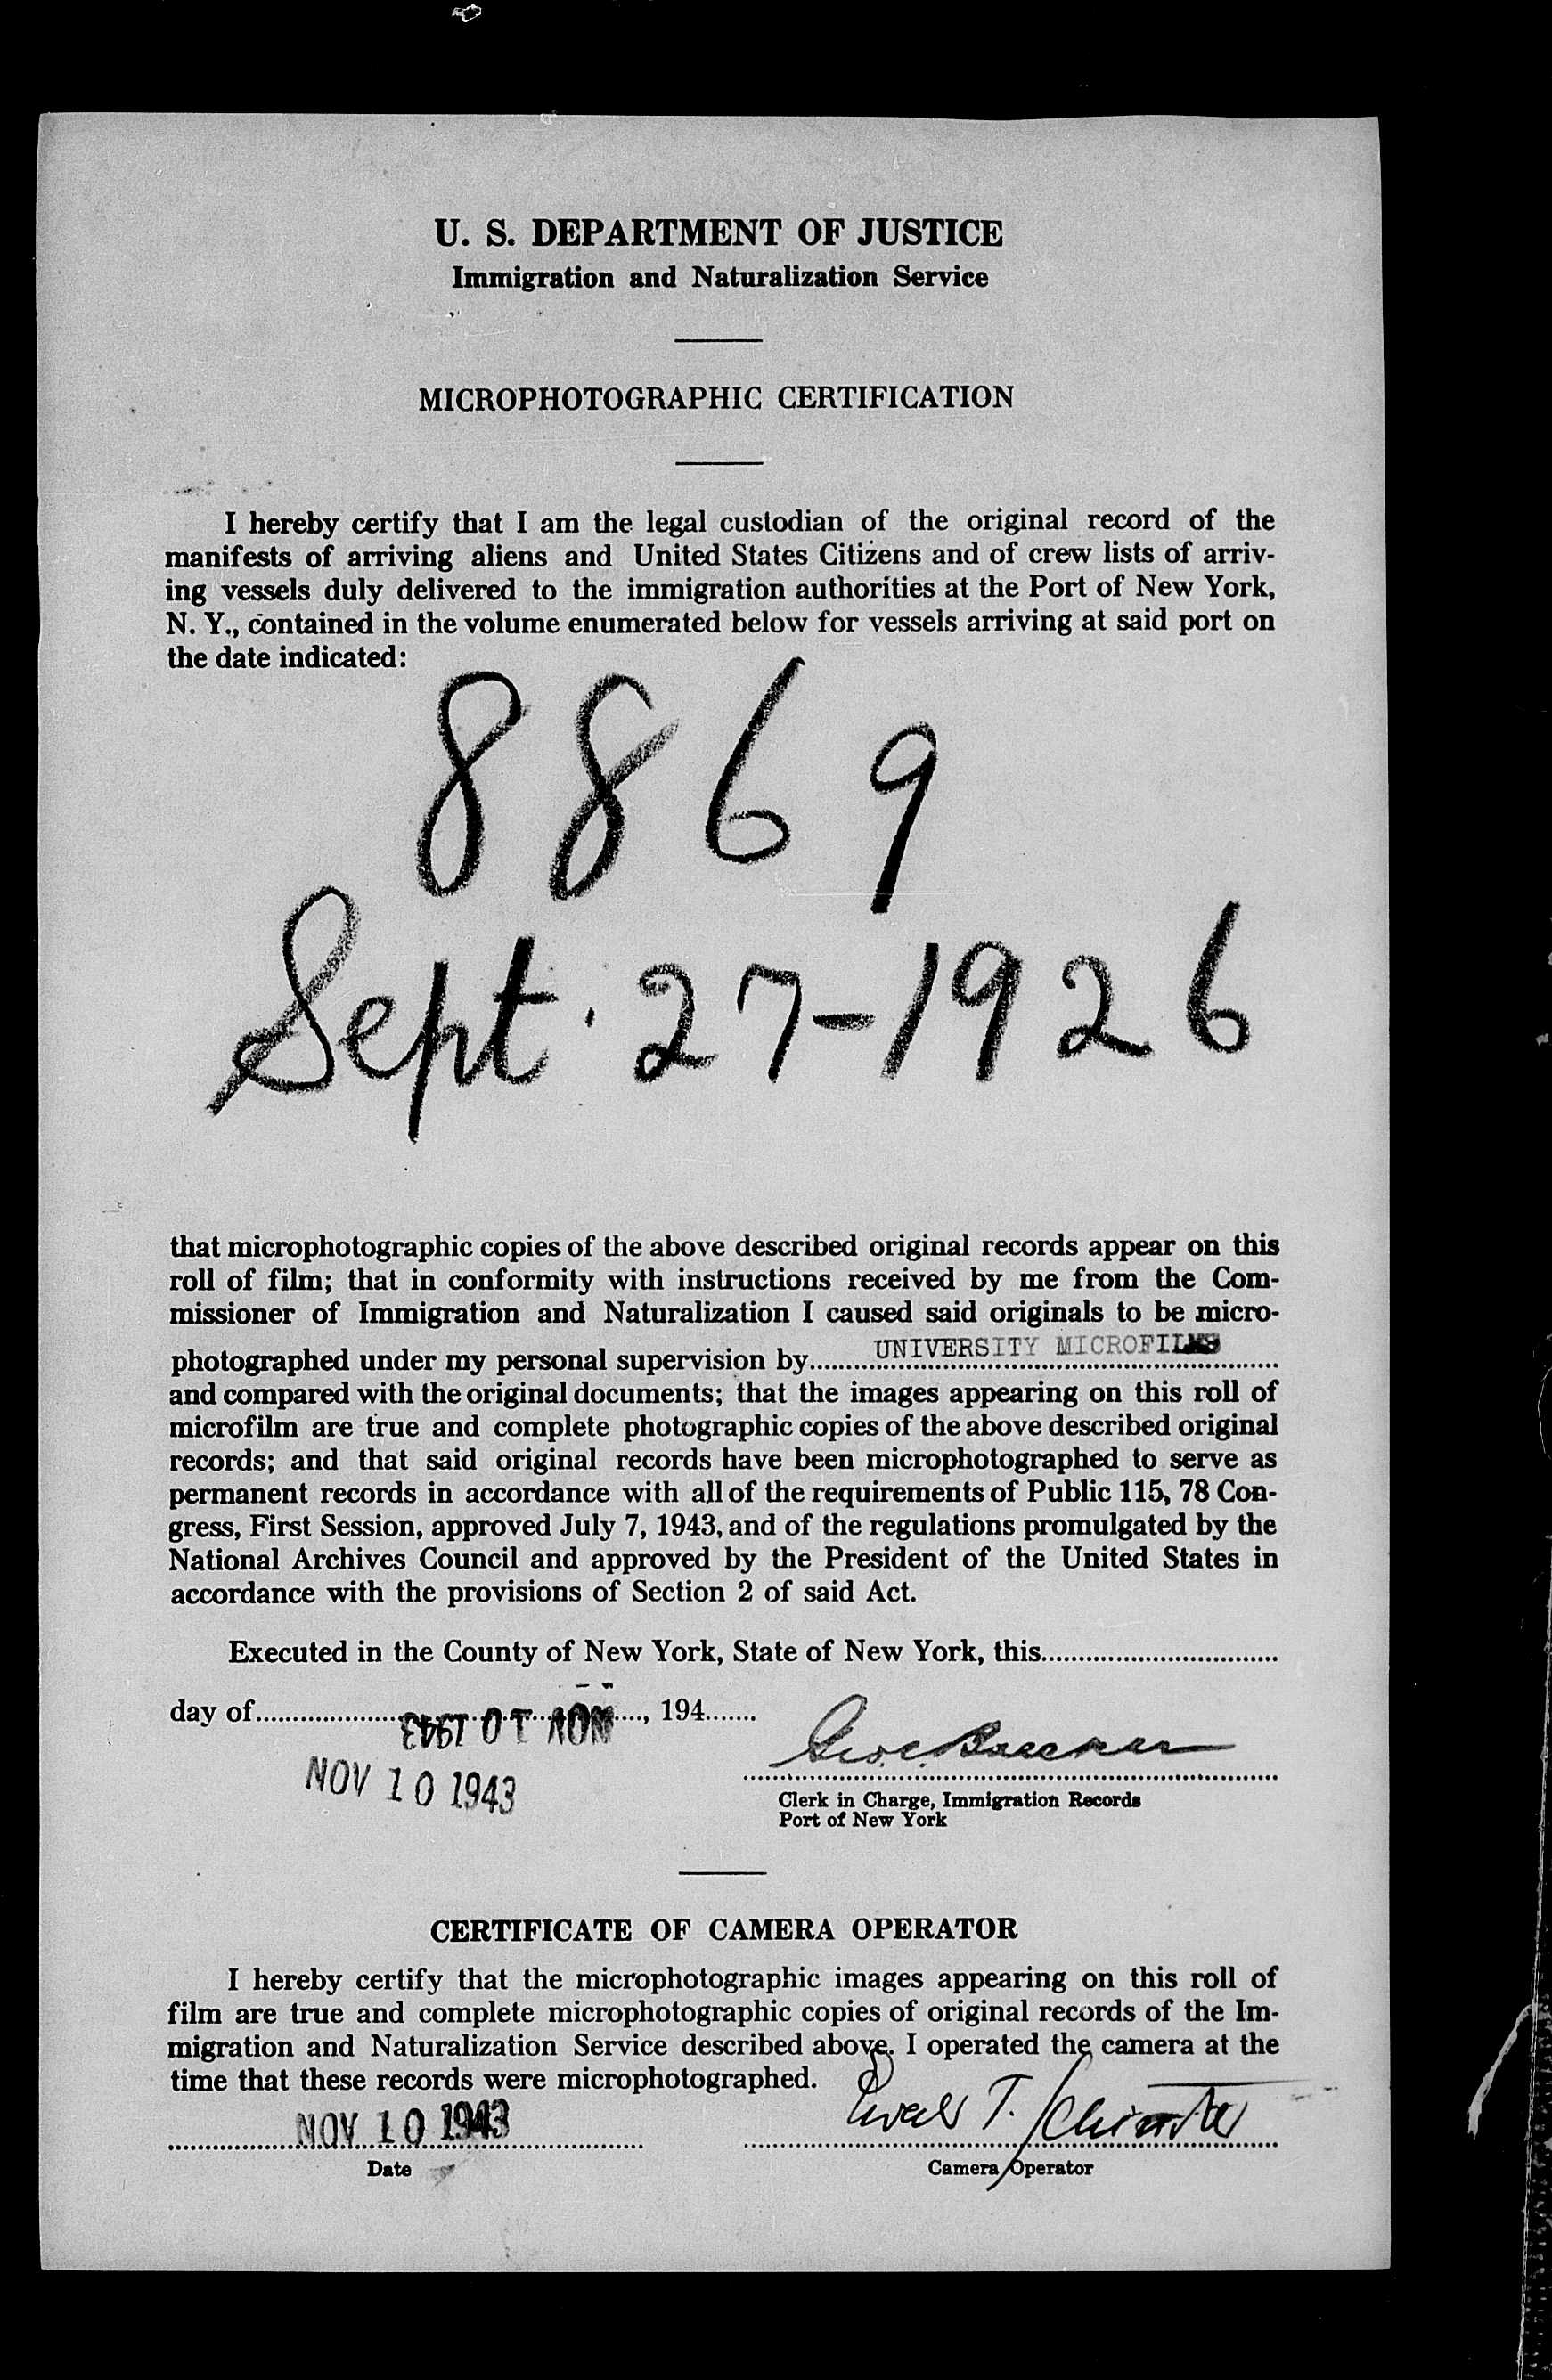 U. S. DEPARTMENT OF JUSTICE
Immigration and Naturalization Service
MICROPHOTOGRAPHIC CERTIFICATION
I hereby certify that I am the legal custodian of the original record of the
manifests of arriving aliens and United States Citizens and of crew lists of arriv-
ing vessels duly delivered to the immigration authorities at the Port of New York,
N. Y., contained in the volume enumerated below for vessels arriving at said port on
the date indicated:
8869
Sept. 27-1926
that microphotographic copies of the above described original records appear on this
roll of film; that in conformity with instructions received by me from the Com-
missioner of Immigration and Naturalization I caused said originals to be micro-
photographed under my personal supervision by UNIVERSITY MICROFILMS
and compared with the original documents; that the images appearing on this roll of
microfilm are true and complete photographic copies of the above described original
records; and that said original records have been microphotographed to serve as
permanent records in accordance with all of the requirements of Public 115, 78 Con-
gress, First Session, approved July 7, 1943, and of the regulations promulgated by the
National Archives Council and approved by the President of the United States in
accordance with the provisions of Section 2 of said Act.
Executed in the County of New York, State of New York, this
day of NOV 10 1943, 194
NOV 10 1943
Clerk in Charge, Immigration Records
Port of New York
CERTIFICATE OF CAMERA OPERATOR
I hereby certify that the microphotographic images appearing on this roll of
film are true and complete microphotographic copies of original records of the Im-
migration and Naturalization Service described above. I operated the camera at the
time that these records were microphotographed.
NOV 10 1943 T.
Date Camera Operator